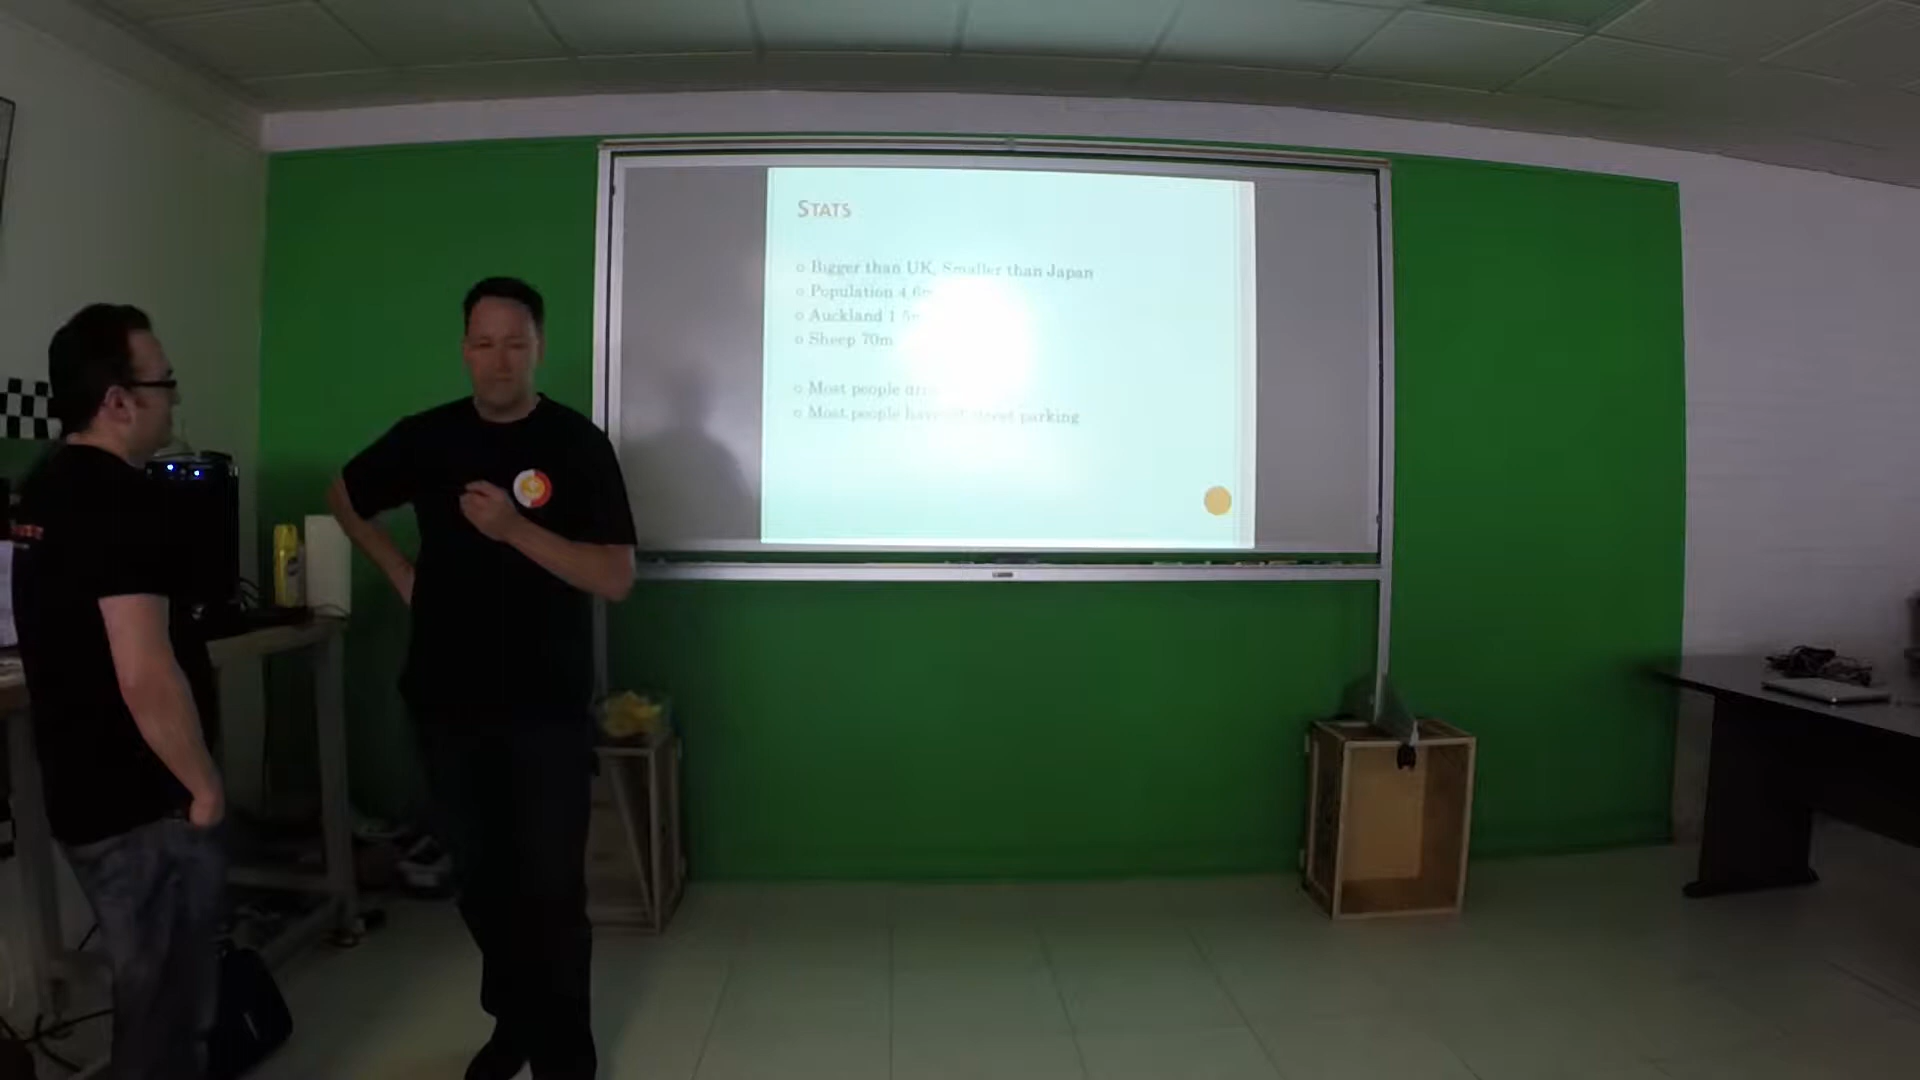 STATS
Bigger than UK, Smaller than Japan
Population 4.6m
Auckland 1.5m
Sheep 70m
Most people
Most people have street parking